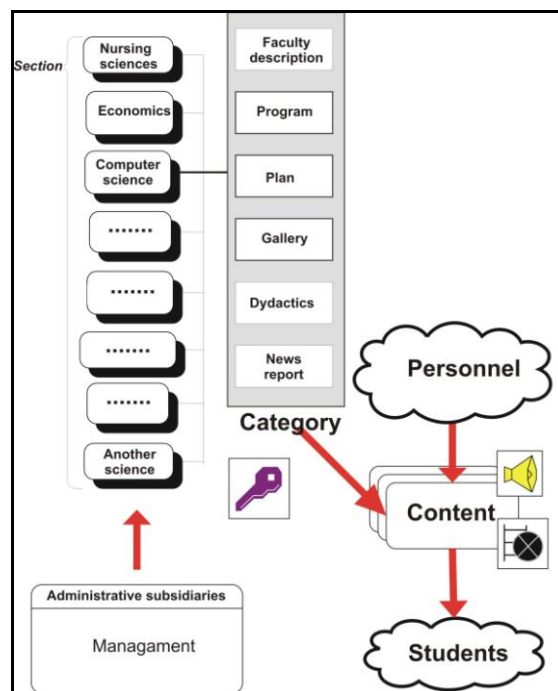 Section
Nursing
sciences
Economics
Computer
science
.......
.......
.......
.......
Another
science
Faculty
description
Program
Plan
Gallery
Dydactics
News
report
Category
Personnel
Content
Students
Administrative subsidiaries
Managament